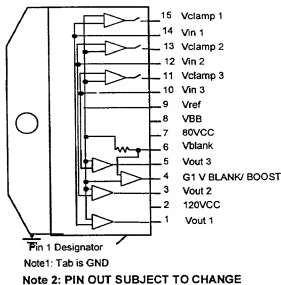 15 Vclamp 1
14 Vin 1
13 Vclamp 2
12 Vin 2
11 Vclamp 3
10 Vin 3
9 Vref
8 VBB
7 80VCC
6 Vblank
5 Vout 3
4 G1 V BLANK/ BOOST
3 Vout 2
2 120VCC
1 Vout 1
Pin 1 Designator
Note1: Tab is GND
Note 2: PIN OUT SUBJECT TO CHANGE